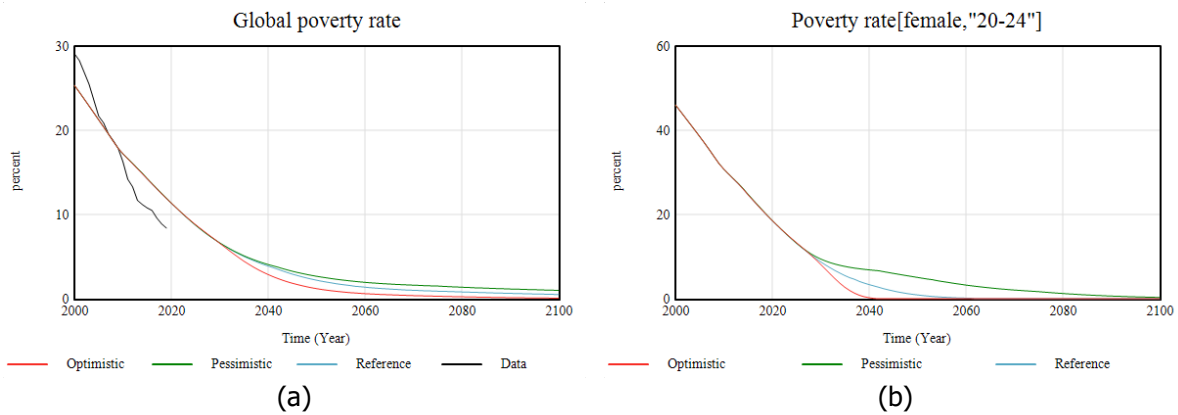 Global poverty rate
30
20
10
0
percent
2000 2020 2040 2060 2080 2100
Time (Year)
Optimistic Pessimistic Reference Data
(a)
Poverty rate[female,"20-24"]
60
40
20
0
percent
2000 2020 2040 2060 2080 2100
Time (Year)
Optimistic Pessimistic Reference
(b)